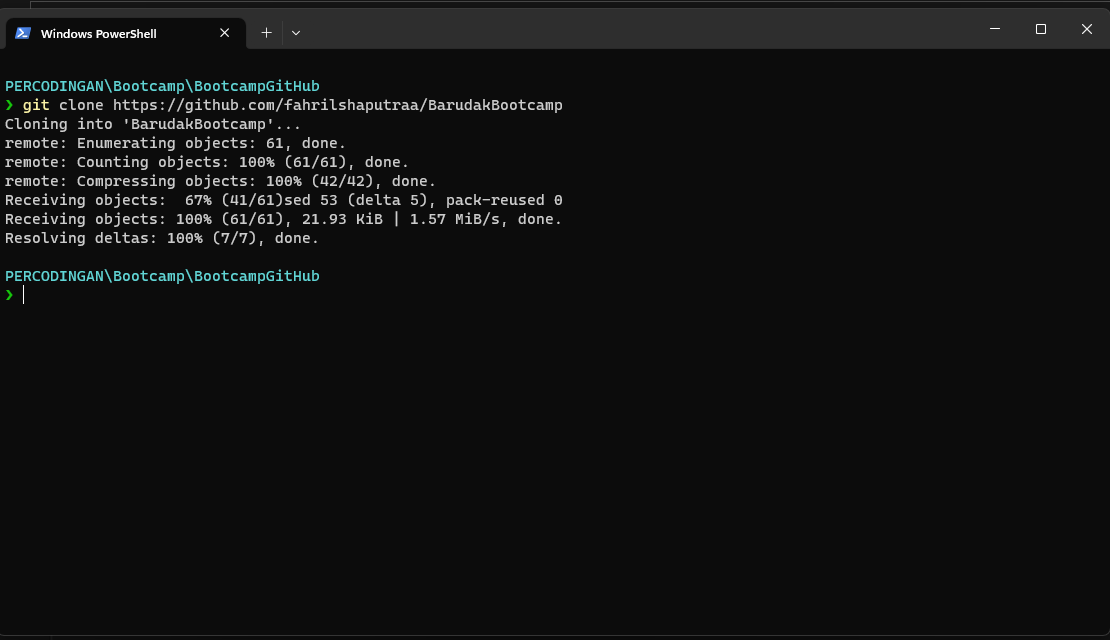 Windows PowerShell
PERCODINGAN\Bootcamp\BootcampGitHub
❯ git clone https://github.com/fahrilshaputraa/BarudakBootcamp
Cloning into 'BarudakBootcamp'...
remote: Enumerating objects: 61, done.
remote: Counting objects: 100% (61/61), done.
remote: Compressing objects: 100% (42/42), done.
Receiving objects:  67% (41/61)sed 53 (delta 5), pack-reused 0
Receiving objects: 100% (61/61), 21.93 KiB | 1.57 MiB/s, done.
Resolving deltas: 100% (7/7), done.
PERCODINGAN\Bootcamp\BootcampGitHub
❯